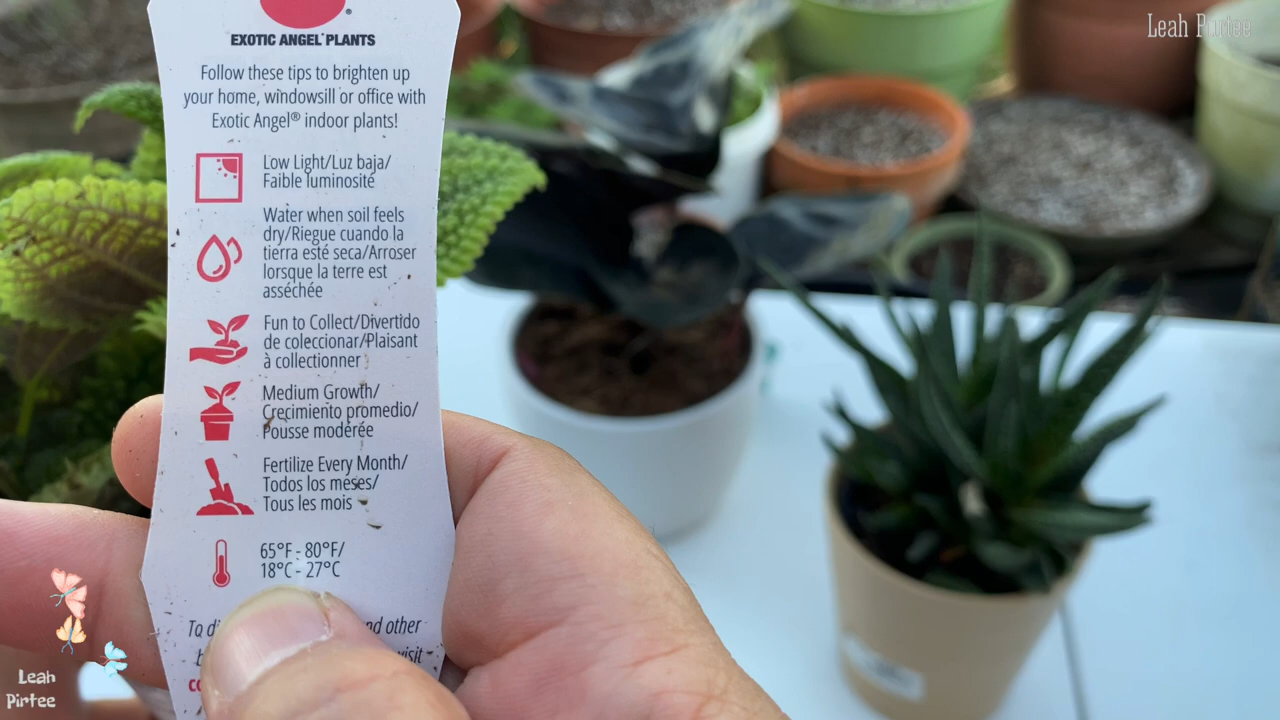 Leah Pirtee
EXOTIC ANGEL® PLANTS
Follow these tips to brighten up
your home, windowsill or office with
Exotic Angel® indoor plants!
Low Light/Luz baja/
Faible luminosité
Water when soil feels
dry/Riegue cuando la
tierra esté seca/Arroser
lorsque la terre est
asséchée
Fun to Collect/Divertido
de coleccionar/Plaisant
à collectionner
Medium Growth/
Crecimiento promedio/
Pousse modérée
Fertilize Every Month/
Todos los meses/
Tous les mois
65°F - 80°F/
18°C - 27°C
To nd other
visit
Leah
Pirtee